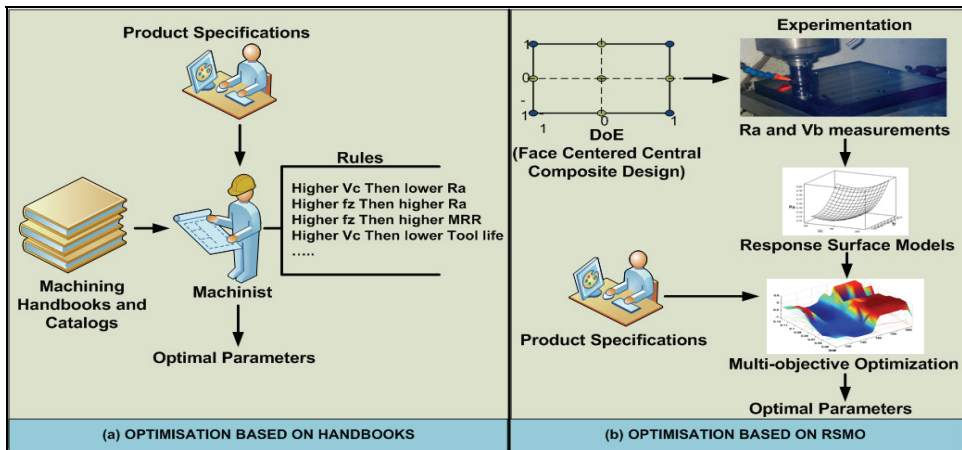 Product Specifications
Rules
Higher Vc Then lower Ra
Higher fz Then higher Ra
Higher fz Then higher MRR
Higher Vc Then lower Tool life
.....
Machining
Handbooks and
Catalogs
Machinist
Optimal Parameters
(a) OPTIMISATION BASED ON HANDBOOKS
Experimentation
1
0
-
1
-
1
0
1
DoE
(Face Centered Central
Composite Design)
Ra and Vb measurements
Ra
Response Surface Models
Product Specifications
Multi-objective Optimization
Optimal Parameters
(b) OPTIMISATION BASED ON RSMO